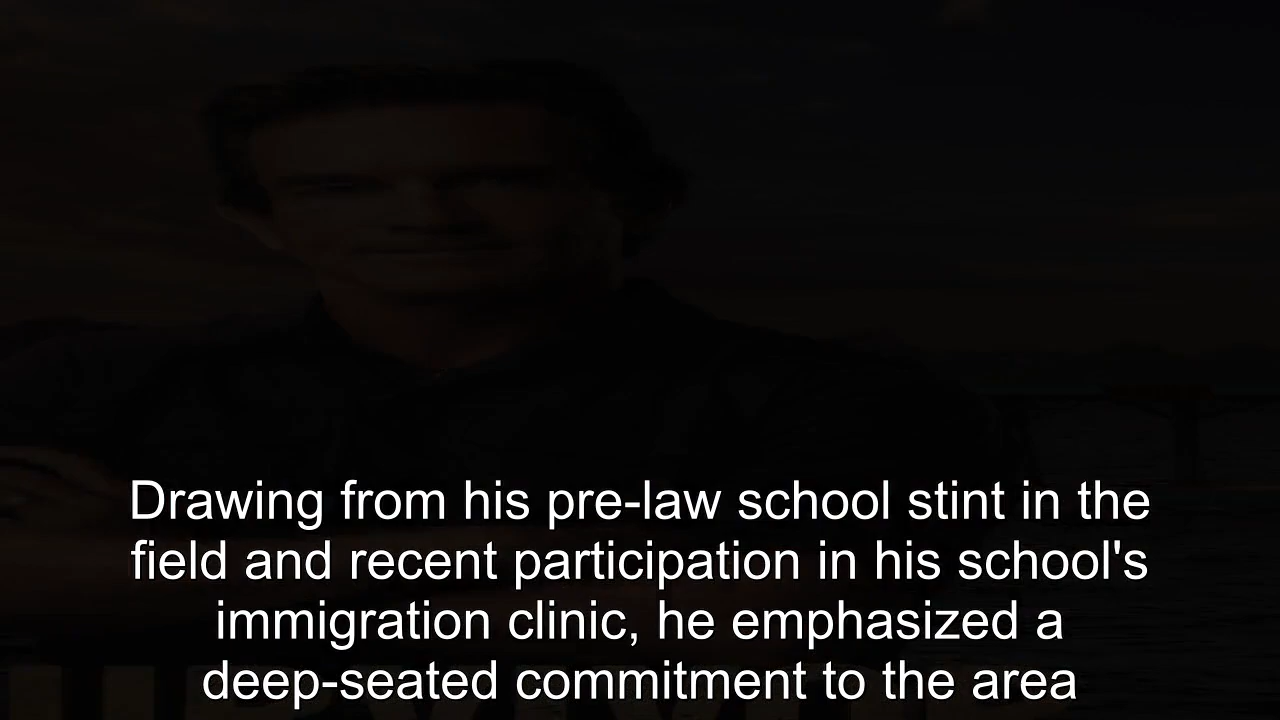 Drawing from his pre-law school stint in the
field and recent participation in his school's
immigration clinic, he emphasized a
deep-seated commitment to the area